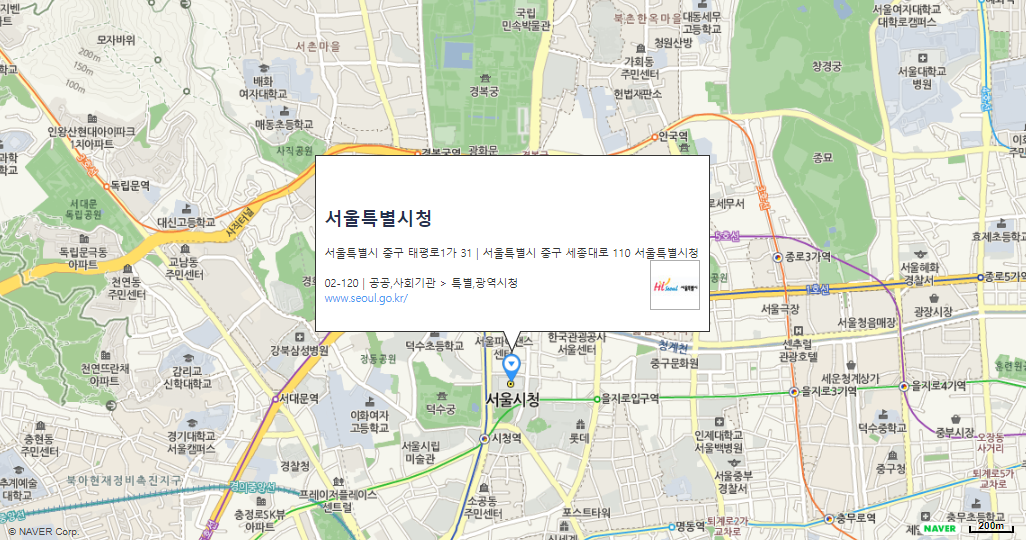 국립
민속박물관
북촌한옥마을
대동세무
고등학교
서울여자대학교
대학로캠퍼스
모자바위
서촌마을
청원산방
200m
150m
100m
배화
여자대학교
경복궁
가회동
주민센터
창경궁
서울대학교
병원
헌법재판소
인왕산현대아이파크
1차아파트
매동초등학교
사직공원
안국역
경복궁역
광화문
종묘
독립문역
서대문
독립공원
대신고등학교
사직터널
서울특별시청
서울특별시 중구 태평로1가 31 | 서울특별시 중구 세종대로 110 서울특별시청
02-120 | 공공,사회기관 > 특별,광역시청
www.seoul.go.kr/
Hi Seoul 서울특별시
세무서
5호선
효제초등학교
독립문극동
아파트
교남동
주민센터
천연동
주민센터
종로3가역
서울혜화
경찰서
종로5가역
1호선
서울극장
광장시장
서울청음매장
강북삼성병원
정동공원
덕수초등학교
한국관광공사
서울센터
청계천
중구문화원
센츄럴
관광호텔
천연뜨란채
아파트
감리교
신학대학교
세운청계상가
을지로4가역
을지로3가역
서대문역
이화여자
고등학교
덕수궁
서울시청
을지로입구역
인현동
주민센터
경기대학교
서울캠퍼스
서울시립
미술관
시청역
롯데
인제대학교
서울백병원
덕수중학교
중부시장
오장동
사거리
경찰청
북아현재정비촉진지구
추계예술
대학교
서울중부
경찰서
중구청
퇴계로5가
교차로
경의중앙선
프레이저플레이스
센트럴
충정로SK뷰
아파트
소공동
주민센터
포스트타워
신세계
명동역
퇴계로2가
교차로
충무로역
충무초등학교
© NAVER Corp.
NAVER
200m